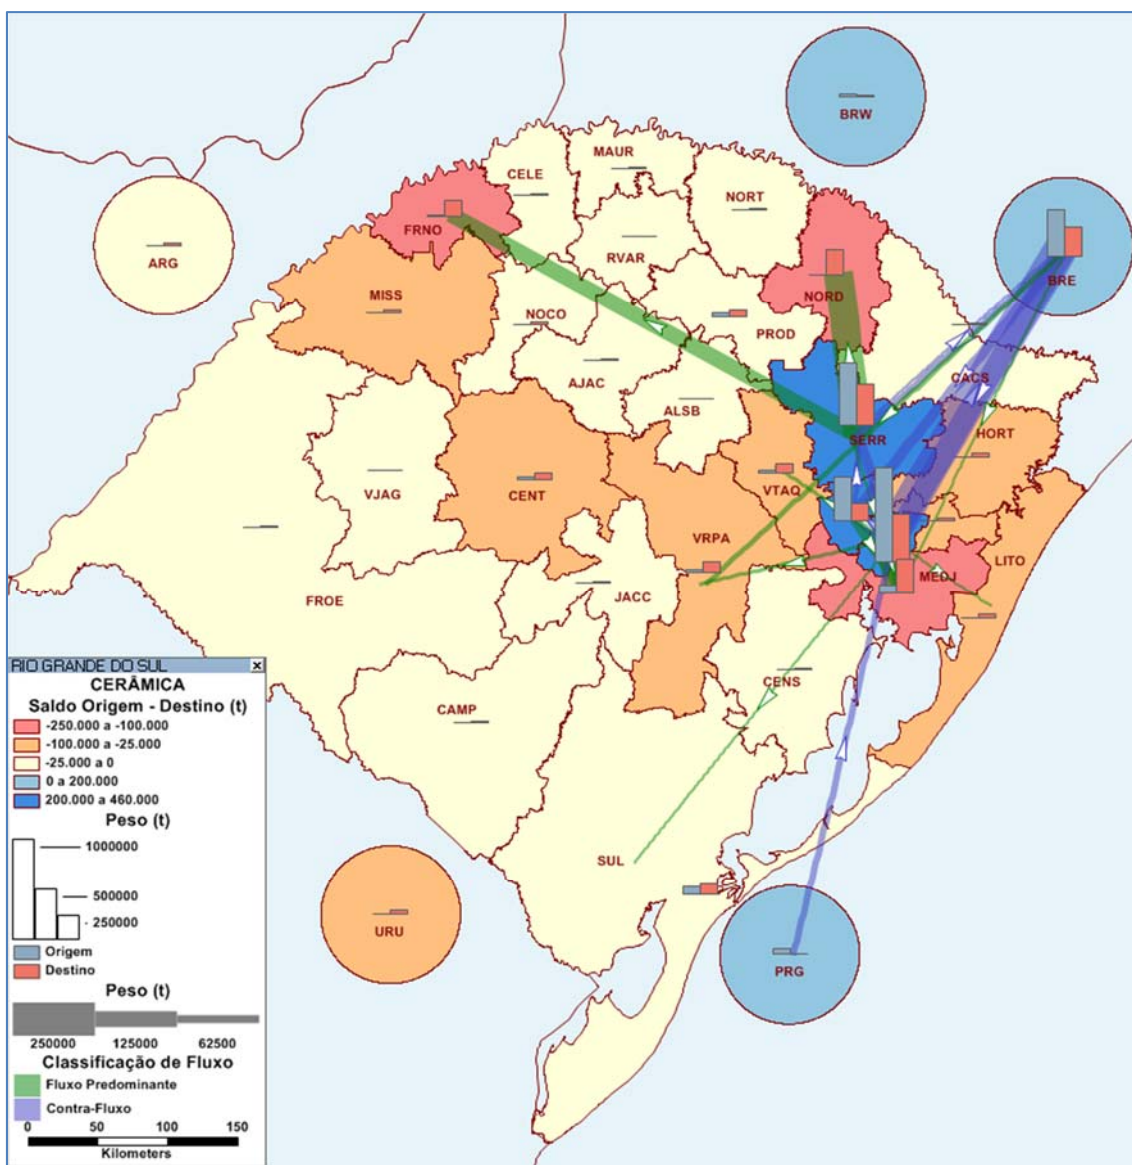 BRW
MAUR
CELE
NORT
FRNO
RVAR
ARG
BRE
NORD
MISS
NOCO
PROD
CACS
AJAC
ALSB
SERR
HORT
VJAG
CENT
VTAQ
VRPA
LITO
MEDJ
FROE
JACC
CENS
CAMP
SUL
URU
PRG
RIO GRANDE DO SUL
CERÂMICA
Saldo Origem - Destino (t)
-250.000 a -100.000
-100.000 a -25.000
-25.000 a 0
0 a 200.000
200.000 a 460.000
Peso (t)
1000000
500000
250000
Origem
Destino
Peso (t)
250000 125000 62500
Classificação de Fluxo
Fluxo Predominante
Contra-Fluxo
0 50 100 150
Kilometers